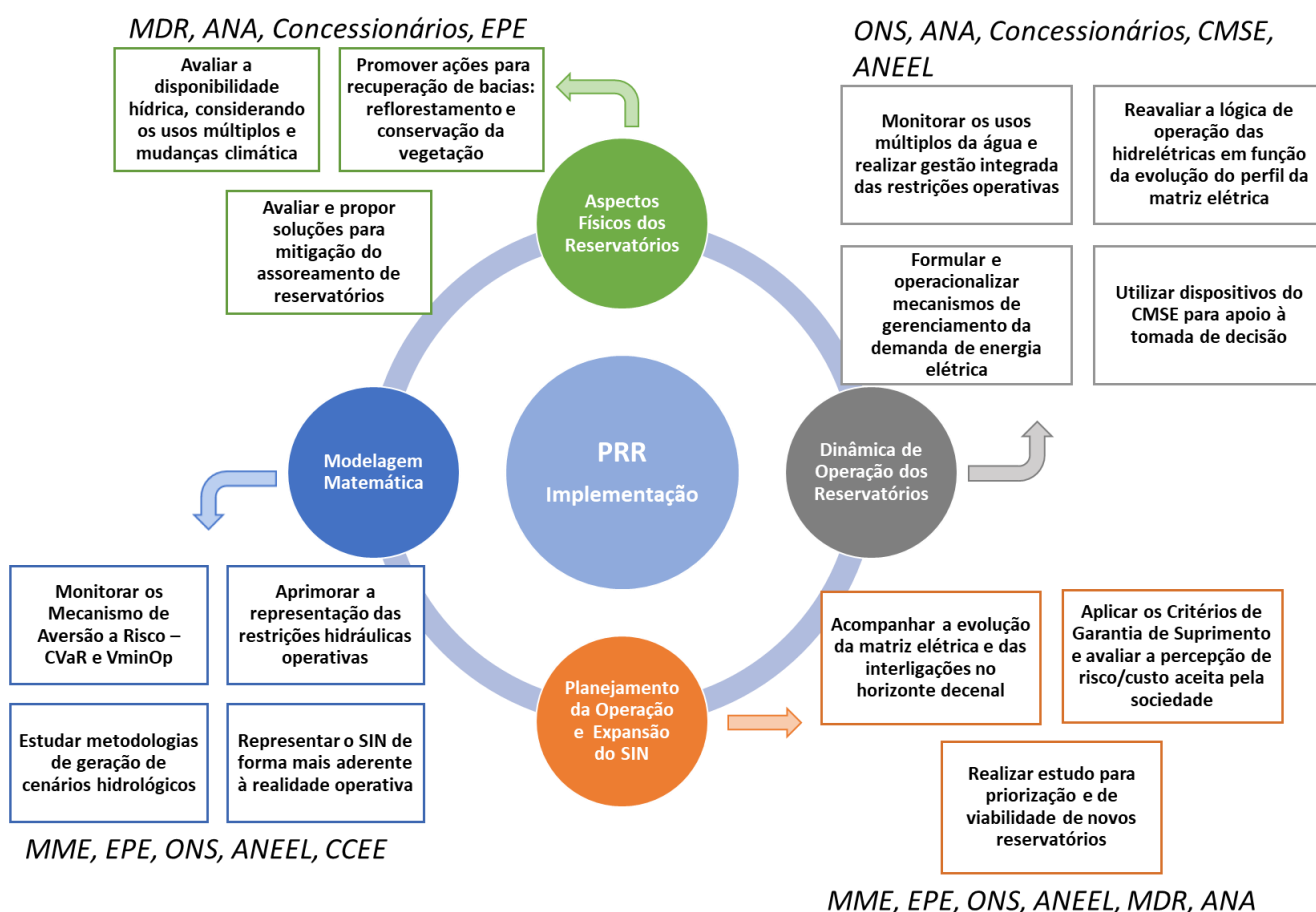 MDR, ANA, Concessionários, EPE
Avaliar a
disponibilidade
hídrica, considerando
os usos múltiplos e
mudanças climática
Promover ações para
recuperação de bacias:
reflorestamento e
conservação da
vegetação
Avaliar e propor
soluções para
mitigação do
assoreamento de
reservatórios
Aspectos
Físicos dos
Reservatórios
ONS, ANA, Concessionários, CMSE,
ANEEL
Monitorar os usos
múltiplos da água e
realizar gestão integrada
das restrições operativas
Reavaliar a lógica de
operação das
hidrelétricas em função
da evolução do perfil da
matriz elétrica
Formular e
operacionalizar
mecanismos de
gerenciamento da
demanda de energia
elétrica
Utilizar dispositivos do
CMSE para apoio à
tomada de decisão
Modelagem
Matemática
PRR
Implementação
Dinâmica de
Operação dos
Reservatórios
Monitorar os
Mecanismo de
Aversão a Risco –
CVaR e VminOp
Aprimorar a
representação das
restrições hidráulicas
operativas
Estudar metodologias
de geração de
cenários hidrológicos
Representar o SIN de
forma mais aderente
à realidade operativa
MME, EPE, ONS, ANEEL, CCEE
Planejamento
da Operação
e Expansão
do SIN
Acompanhar a evolução
da matriz elétrica e das
interligações no
horizonte decenal
Aplicar os Critérios de
Garantia de Suprimento
e avaliar a percepção de
risco/custo aceita pela
sociedade
Realizar estudo para
priorização e de
viabilidade de novos
reservatórios
MME, EPE, ONS, ANEEL, MDR, ANA